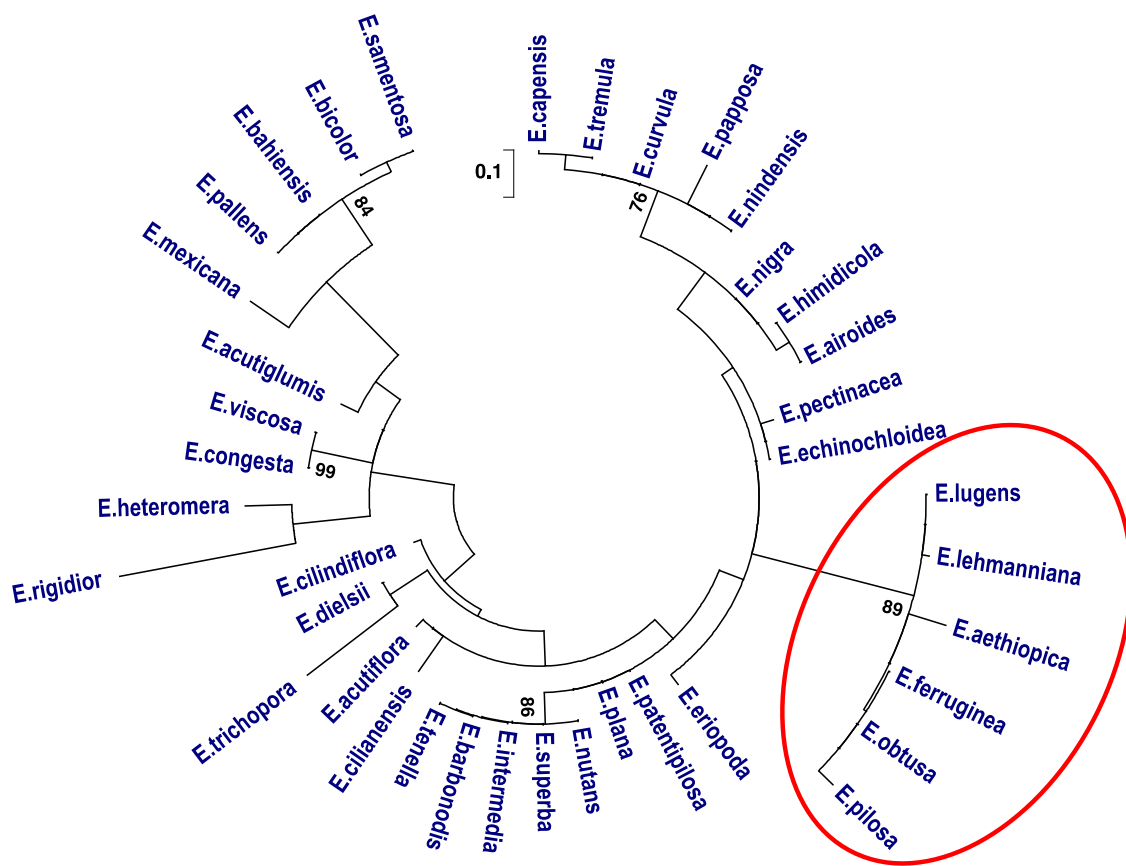 E.samentosa
E.bicolor
E.bahiensis
E.pallens
E.mexicana
E.acutiglumis
E.viscosa
E.congesta
E.heteromera
E.rigidior
E.cilindiflora
E.dielsii
E.trichopora
E.acutiflora
E.cilianensis
E.tenella
E.barbonodis
E.intermedia
E.superba
E.nutans
E.plana
E.patentipilosa
E.eriopoda
E.pilosa
E.obtusa
E.ferruginea
E.aethiopica
E.lehmanniana
E.lugens
E.echinochloidea
E.pectinacea
E.airoides
E.himidicola
E.nigra
E.nindensis
E.papposa
E.curvula
E.tremula
E.capensis
0.1
84
76
99
89
86